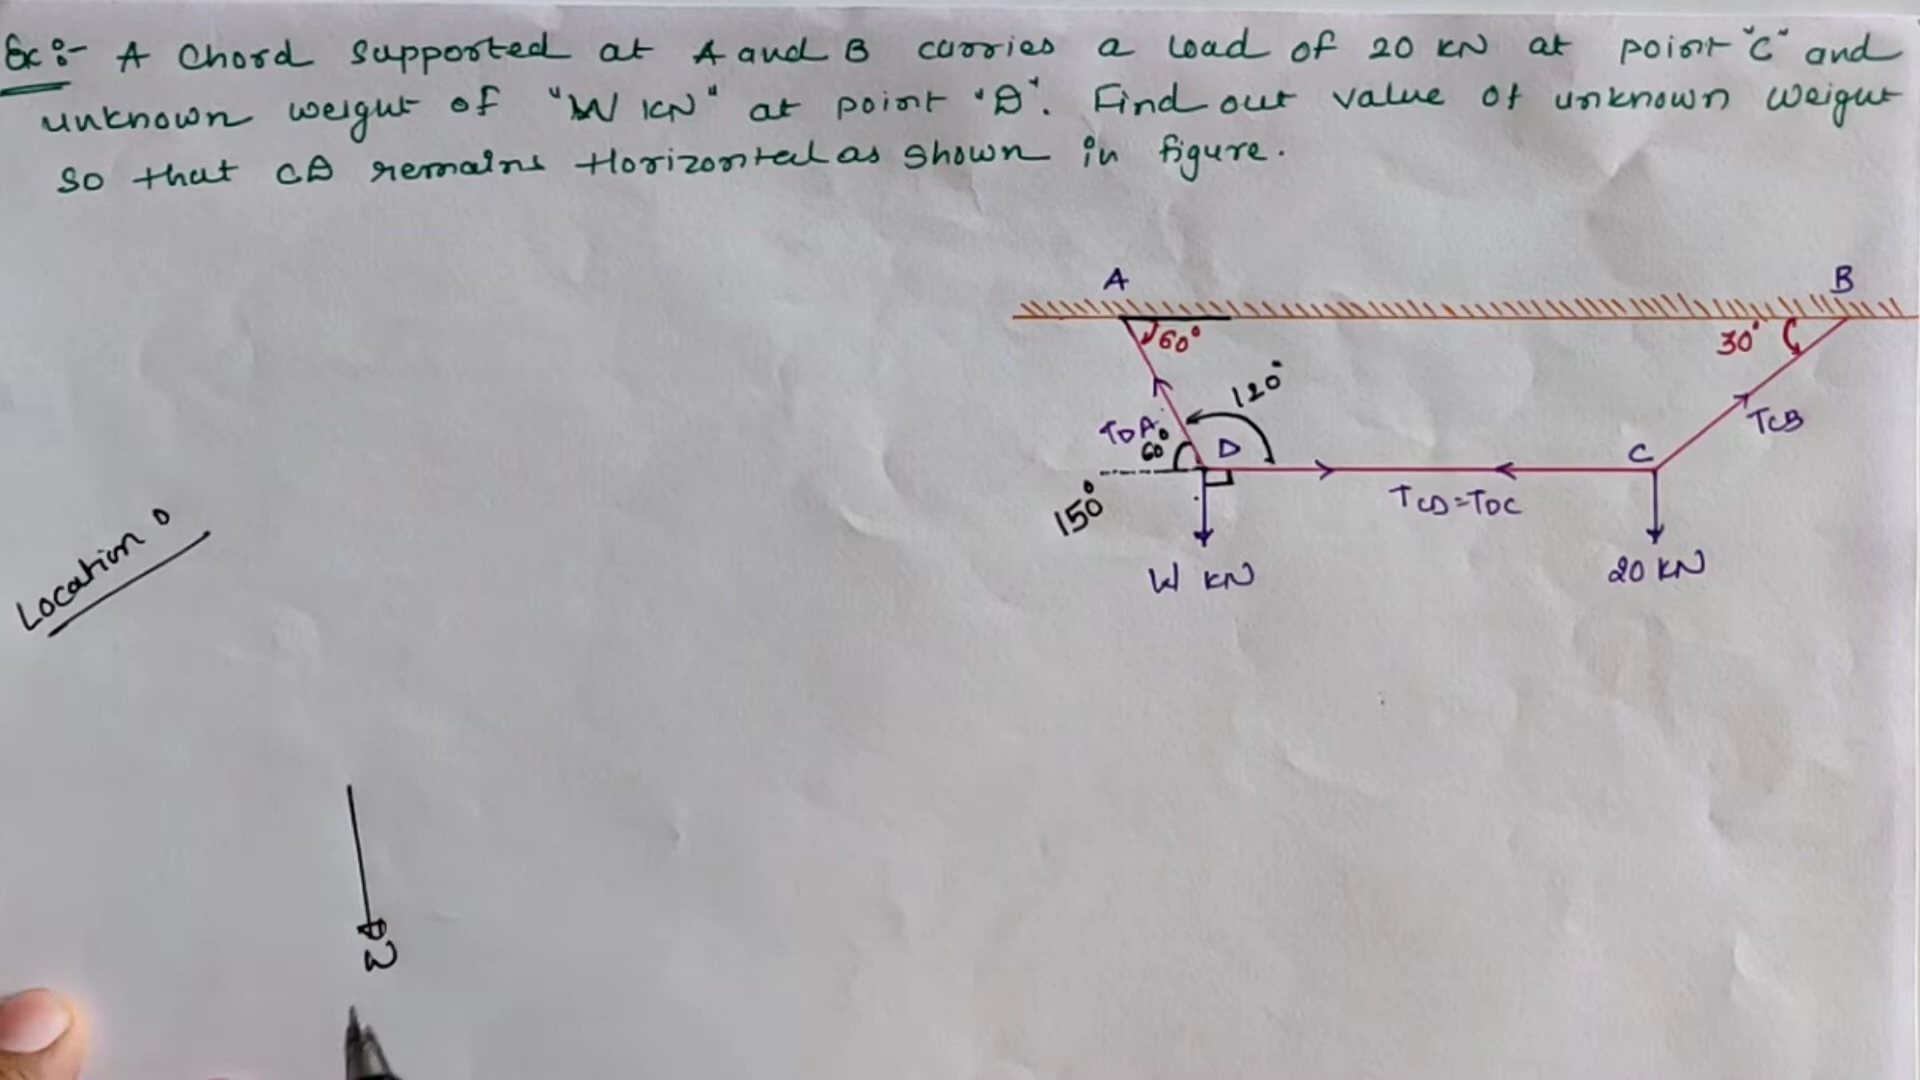 Ex:- A Chord supported at A and B carries a load of 20 KN at point "C" and
unknown weight of "W KN" at point "D". Find out value of unknown weight
so that CD remains Horizontal as shown in figure.
A
B
60°
30°
120°
TDA
60°
D
C
TCB
150°
TCD=TDC
W KN
20 KN
Location D
W